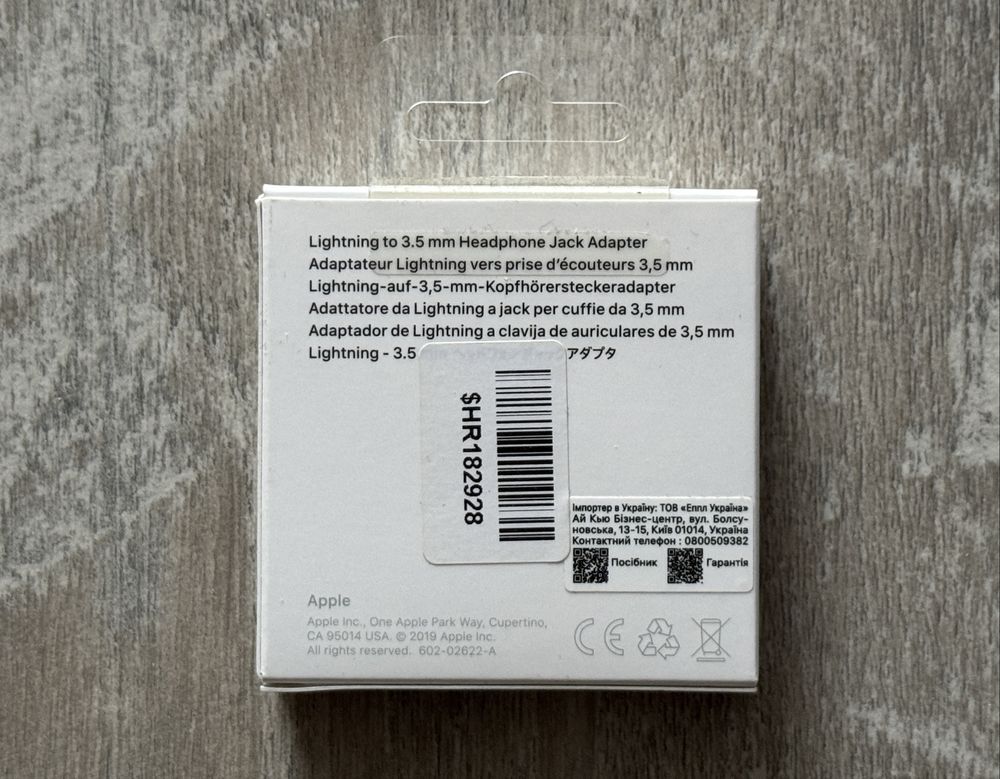 Lightning to 3.5 mm Headphone Jack Adapter
Adaptateur Lightning vers prise d’écouteurs 3,5 mm
Lightning-auf-3,5-mm-Kopfhörersteckeradapter
Adattatore da Lightning a jack per cuffie da 3,5 mm
Adaptador de Lightning a clavija de auriculares de 3,5 mm
Lightning - 3.5 アダプタ
$HR182928
Імпортер в Україну: ТОВ «Еппл Україна»
Ай Кью Бізнес-центр, вул. Болсу-
новська, 13-15, Київ 01014, Україна
Контактний телефон : 0800509382
Посібник Гарантія
Apple
Apple Inc., One Apple Park Way, Cupertino,
CA 95014 USA. © 2019 Apple Inc.
All rights reserved. 602-02622-A
CE